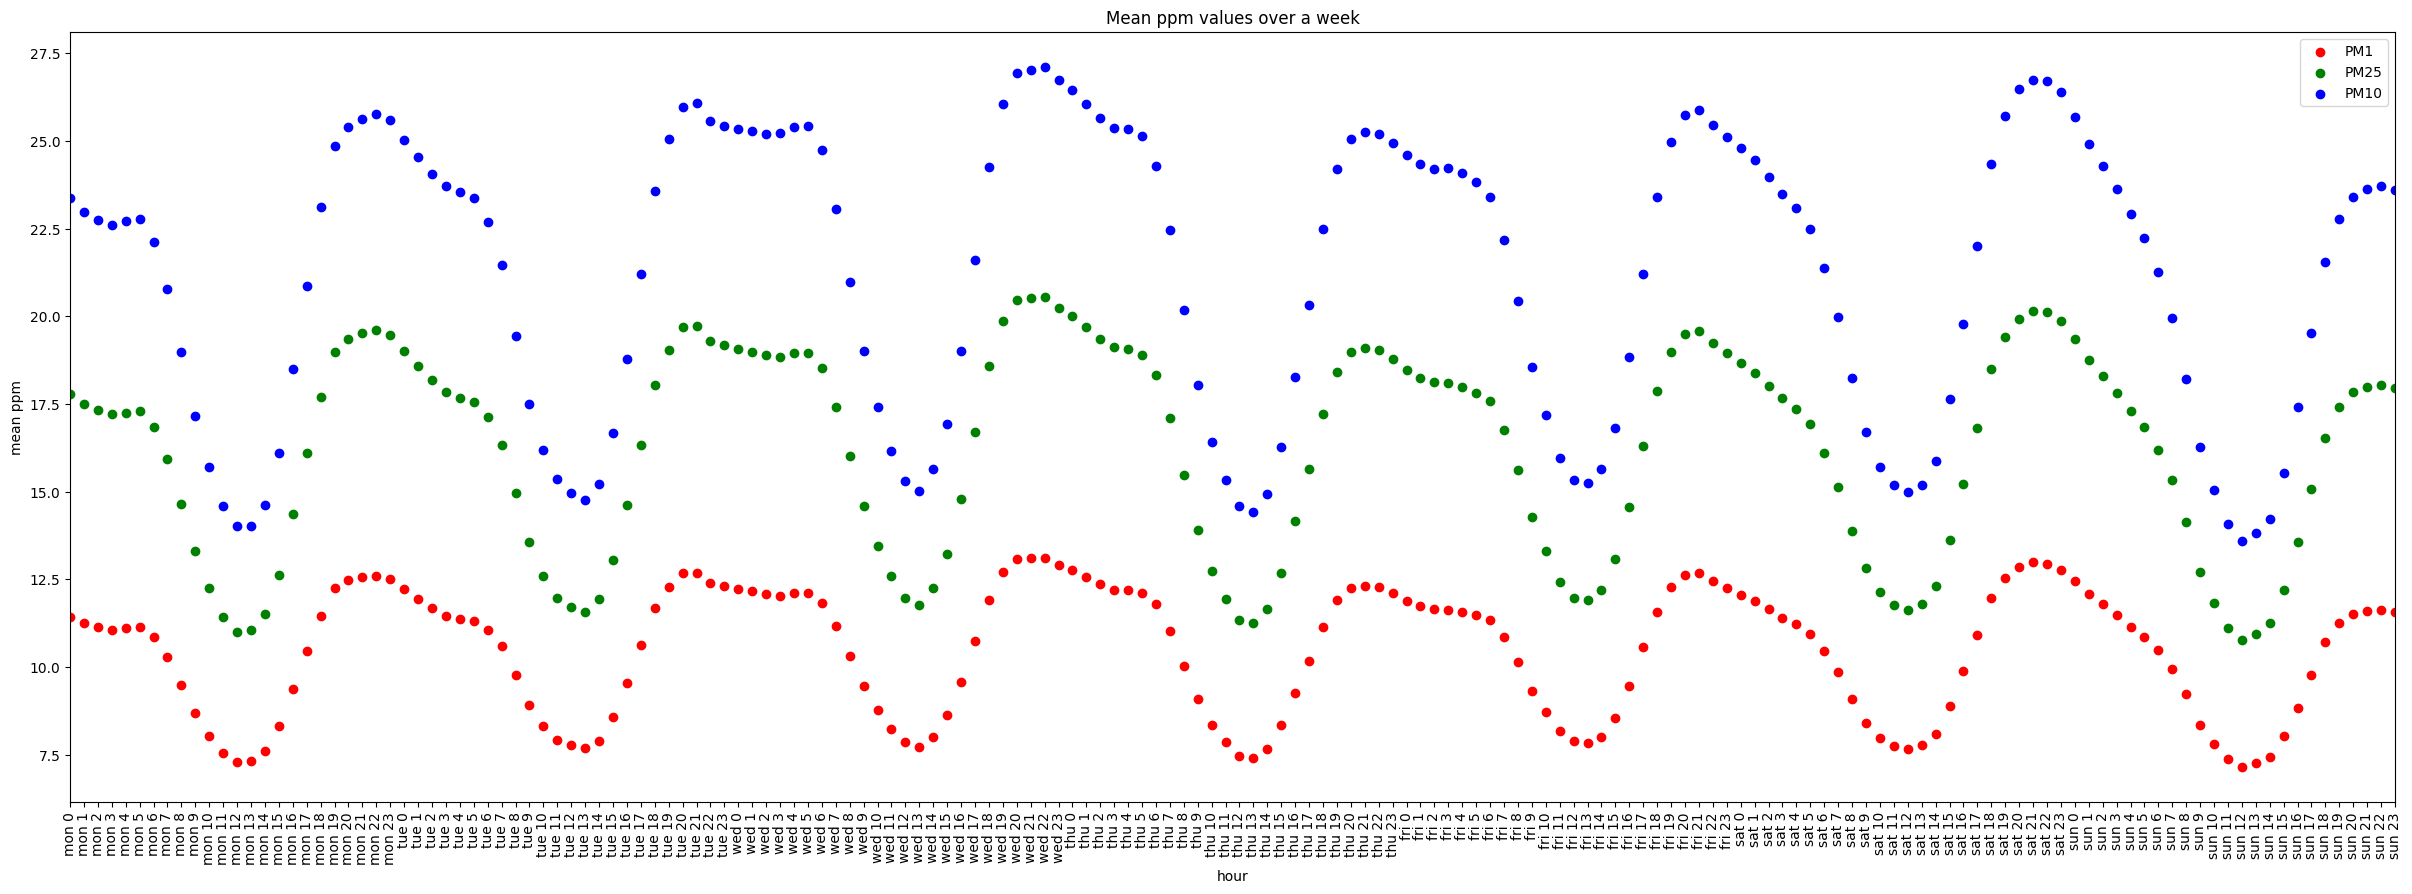 Mean ppm values over a week
PM1
PM25
PM10
27.5
25.0
22.5
20.0
17.5
15.0
12.5
10.0
7.5
mean ppm
mon 0
mon 1
mon 2
mon 3
mon 4
mon 5
mon 6
mon 7
mon 8
mon 9
mon 10
mon 11
mon 12
mon 13
mon 14
mon 15
mon 16
mon 17
mon 18
mon 19
mon 20
mon 21
mon 22
mon 23
tue 0
tue 1
tue 2
tue 3
tue 4
tue 5
tue 6
tue 7
tue 8
tue 9
tue 10
tue 11
tue 12
tue 13
tue 14
tue 15
tue 16
tue 17
tue 18
tue 19
tue 20
tue 21
tue 22
tue 23
wed 0
wed 1
wed 2
wed 3
wed 4
wed 5
wed 6
wed 7
wed 8
wed 9
wed 10
wed 11
wed 12
wed 13
wed 14
wed 15
wed 16
wed 17
wed 18
wed 19
wed 20
wed 21
wed 22
wed 23
thu 0
thu 1
thu 2
thu 3
thu 4
thu 5
thu 6
thu 7
thu 8
thu 9
thu 10
thu 11
thu 12
thu 13
thu 14
thu 15
thu 16
thu 17
thu 18
thu 19
thu 20
thu 21
thu 22
thu 23
fri 0
fri 1
fri 2
fri 3
fri 4
fri 5
fri 6
fri 7
fri 8
fri 9
fri 10
fri 11
fri 12
fri 13
fri 14
fri 15
fri 16
fri 17
fri 18
fri 19
fri 20
fri 21
fri 22
fri 23
sat 0
sat 1
sat 2
sat 3
sat 4
sat 5
sat 6
sat 7
sat 8
sat 9
sat 10
sat 11
sat 12
sat 13
sat 14
sat 15
sat 16
sat 17
sat 18
sat 19
sat 20
sat 21
sat 22
sat 23
sun 0
sun 1
sun 2
sun 3
sun 4
sun 5
sun 6
sun 7
sun 8
sun 9
sun 10
sun 11
sun 12
sun 13
sun 14
sun 15
sun 16
sun 17
sun 18
sun 19
sun 20
sun 21
sun 22
sun 23
hour